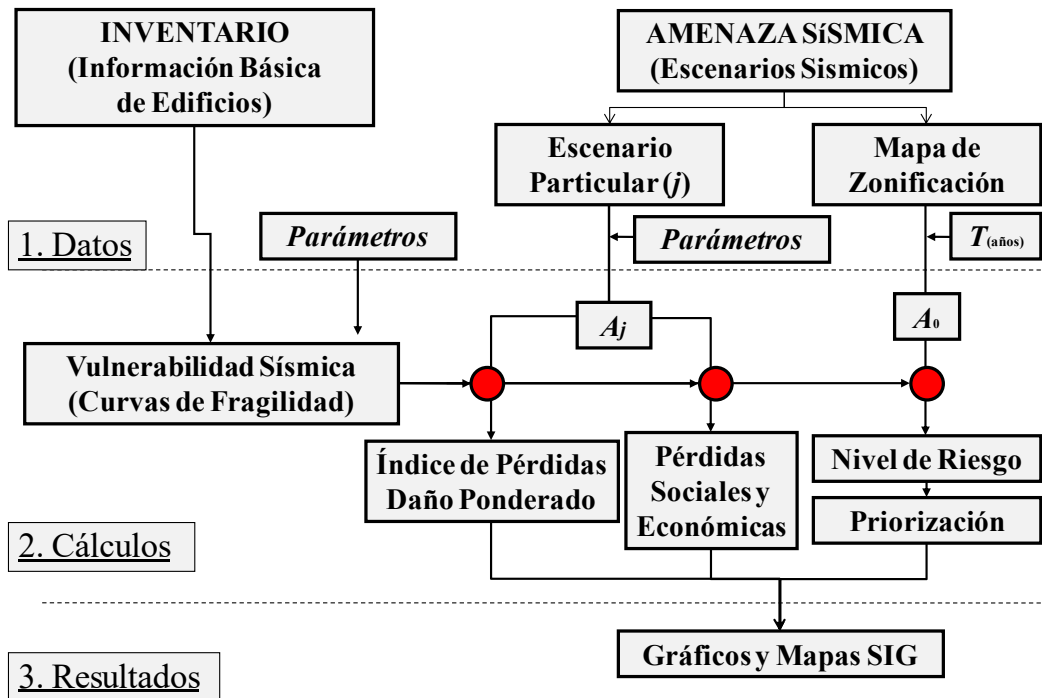 INVENTARIO
(Información Básica
de Edificios)
AMENAZA SíSMICA
(Escenarios Sismicos)
Escenario
Particular (j)
Mapa de
Zonificación
1. Datos
Parámetros
Parámetros
T(años)
Aj
A0
Vulnerabilidad Sísmica
(Curvas de Fragilidad)
Índice de Pérdidas
Daño Ponderado
Pérdidas
Sociales y
Económicas
Nivel de Riesgo
Priorización
2. Cálculos
Gráficos y Mapas SIG
3. Resultados